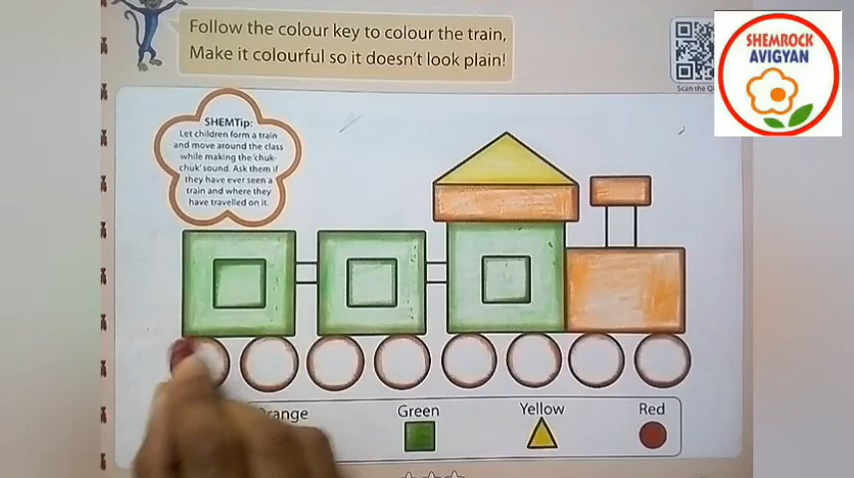 Follow the colour key to colour the train,
Make it colourful so it doesn't look plain!
Scan the
SHEMROCK
AVIGYAN
SHEMTip:
Let children form a train
and move around the class
while making the 'chuk-
chuk' sound. Ask them if
they have ever seen a
train and where they
have travelled on it.
Orange
Green
Yellow
Red